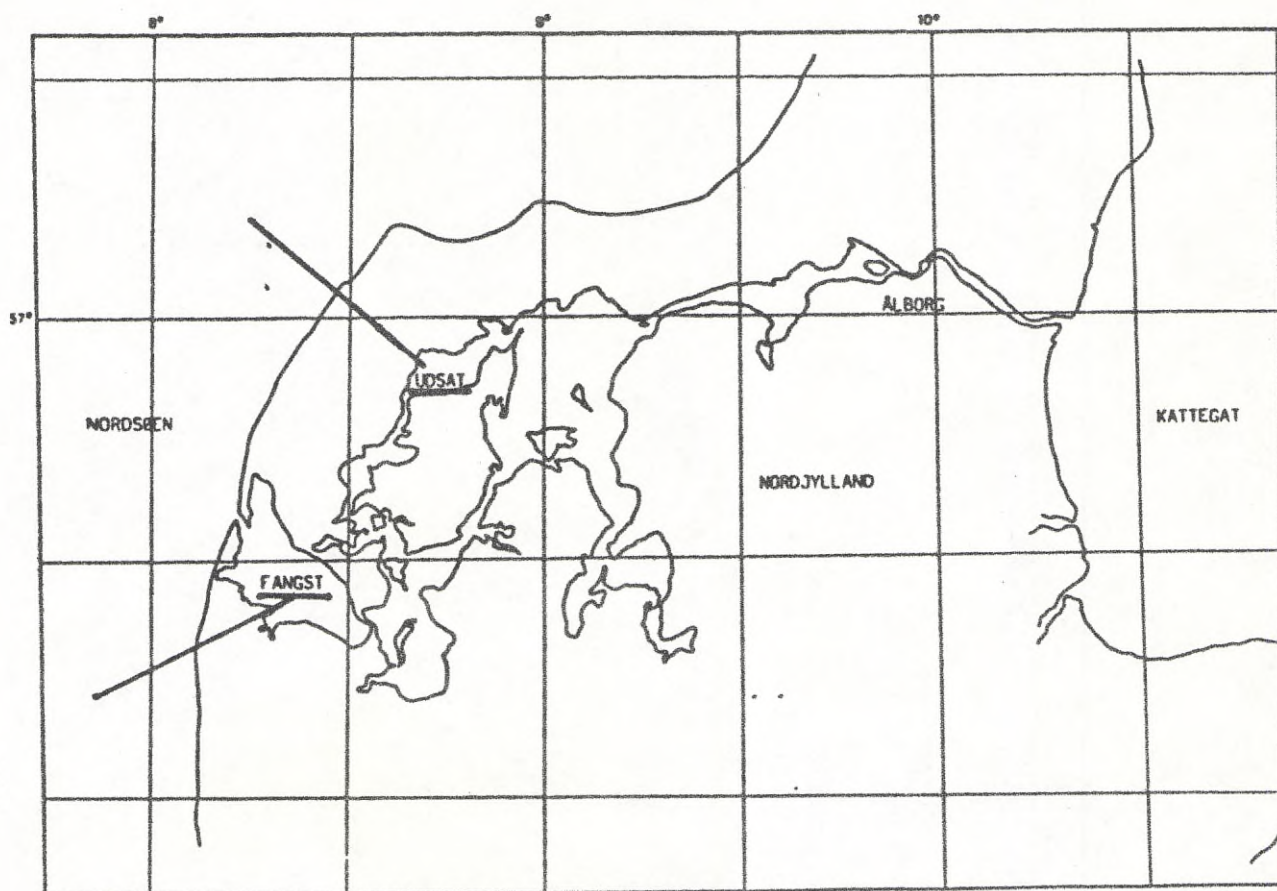 8° 9° 10°
57°
ÅLBORG
UDSAT
NORDSØEN
KATTEGAT
NORDJYLLAND
FANGST